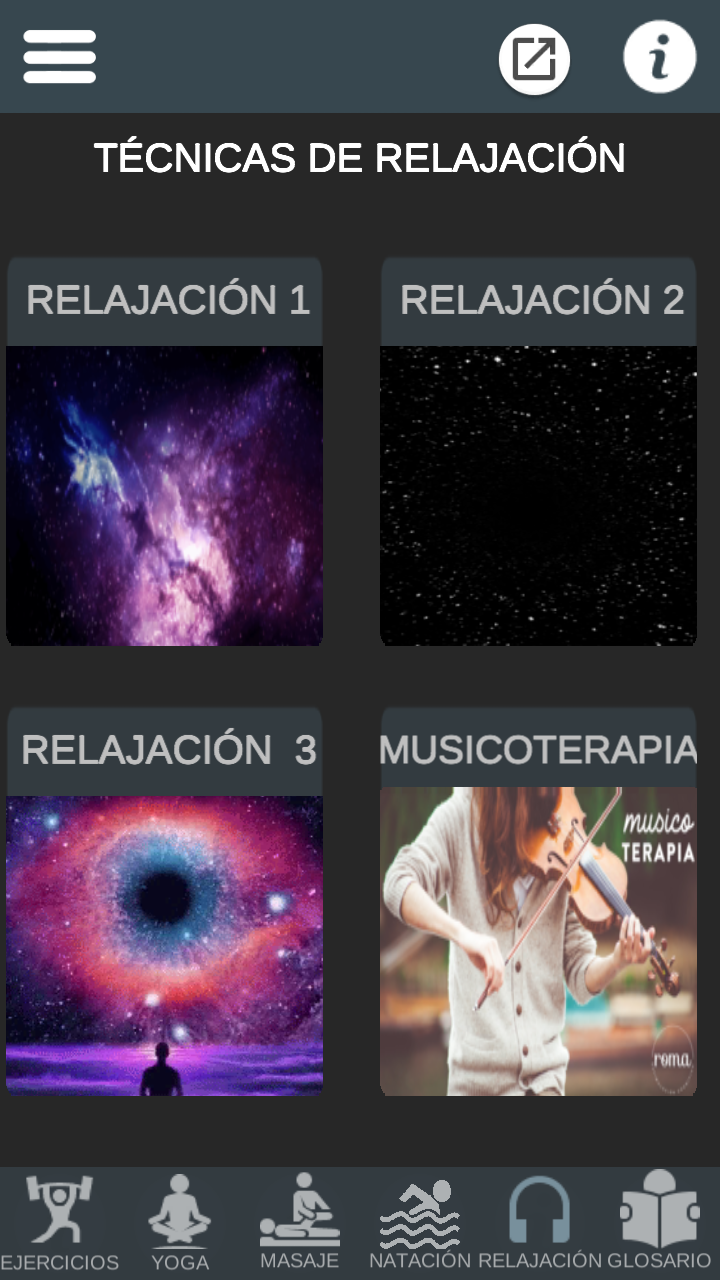 TÉCNICAS DE RELAJACIÓN
RELAJACIÓN 1
RELAJACIÓN 2
RELAJACIÓN 3
MUSICOTERAPIA
musico
TERAPIA
roma
EJERCICIOS
YOGA
MASAJE
NATACIÓN
RELAJACIÓN
GLOSARIO